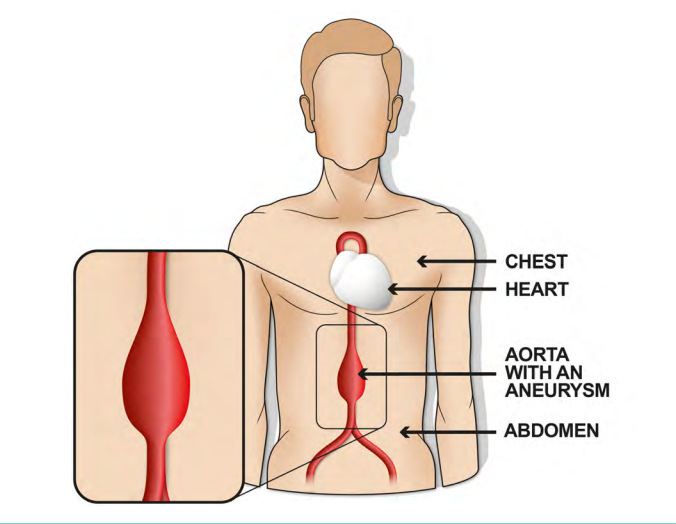 CHEST
HEART
AORTA
WITH AN
ANEURYSM
ABDOMEN